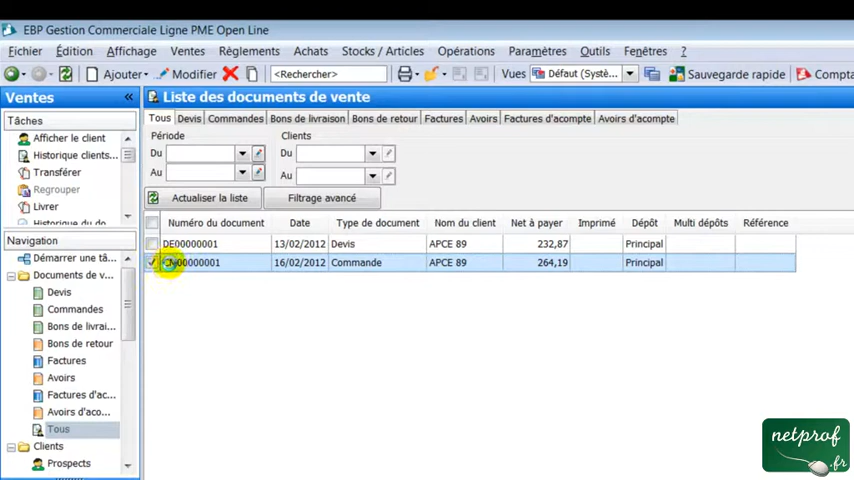 EBP Gestion Commerciale Ligne PME Open Line
Fichier Édition Affichage Ventes Règlements Achats Stocks / Articles Opérations Paramètres Outils Fenêtres ?
Ajouter Modifier <Rechercher> Vues Défaut (Systè... Sauvegarde rapide Compta
Ventes «
Liste des documents de vente
Tâches
Tous Devis Commandes Bons de livraison Bons de retour Factures Avoirs Factures d'acompte Avoirs d'acompte
Afficher le client
Période Clients
Historique clients...
Du Du
Transférer
Au Au
Regrouper
Actualiser la liste Filtrage avancé
Livrer
Historique du do
Numéro du document Date Type de document Nom du client Net à payer Imprimé Dépôt Multi dépôts Référence
Navigation
DE00000001 13/02/2012 Devis APCE 89 232,87 Principal
Démarrer une tâ...
00000001 16/02/2012 Commande APCE 89 264,19 Principal
Documents de v...
Devis
Commandes
Bons de livrai...
Bons de retour
Factures
Avoirs
Factures d'ac...
Avoirs d'aco...
Tous
Clients
Prospects
netprof
.fr